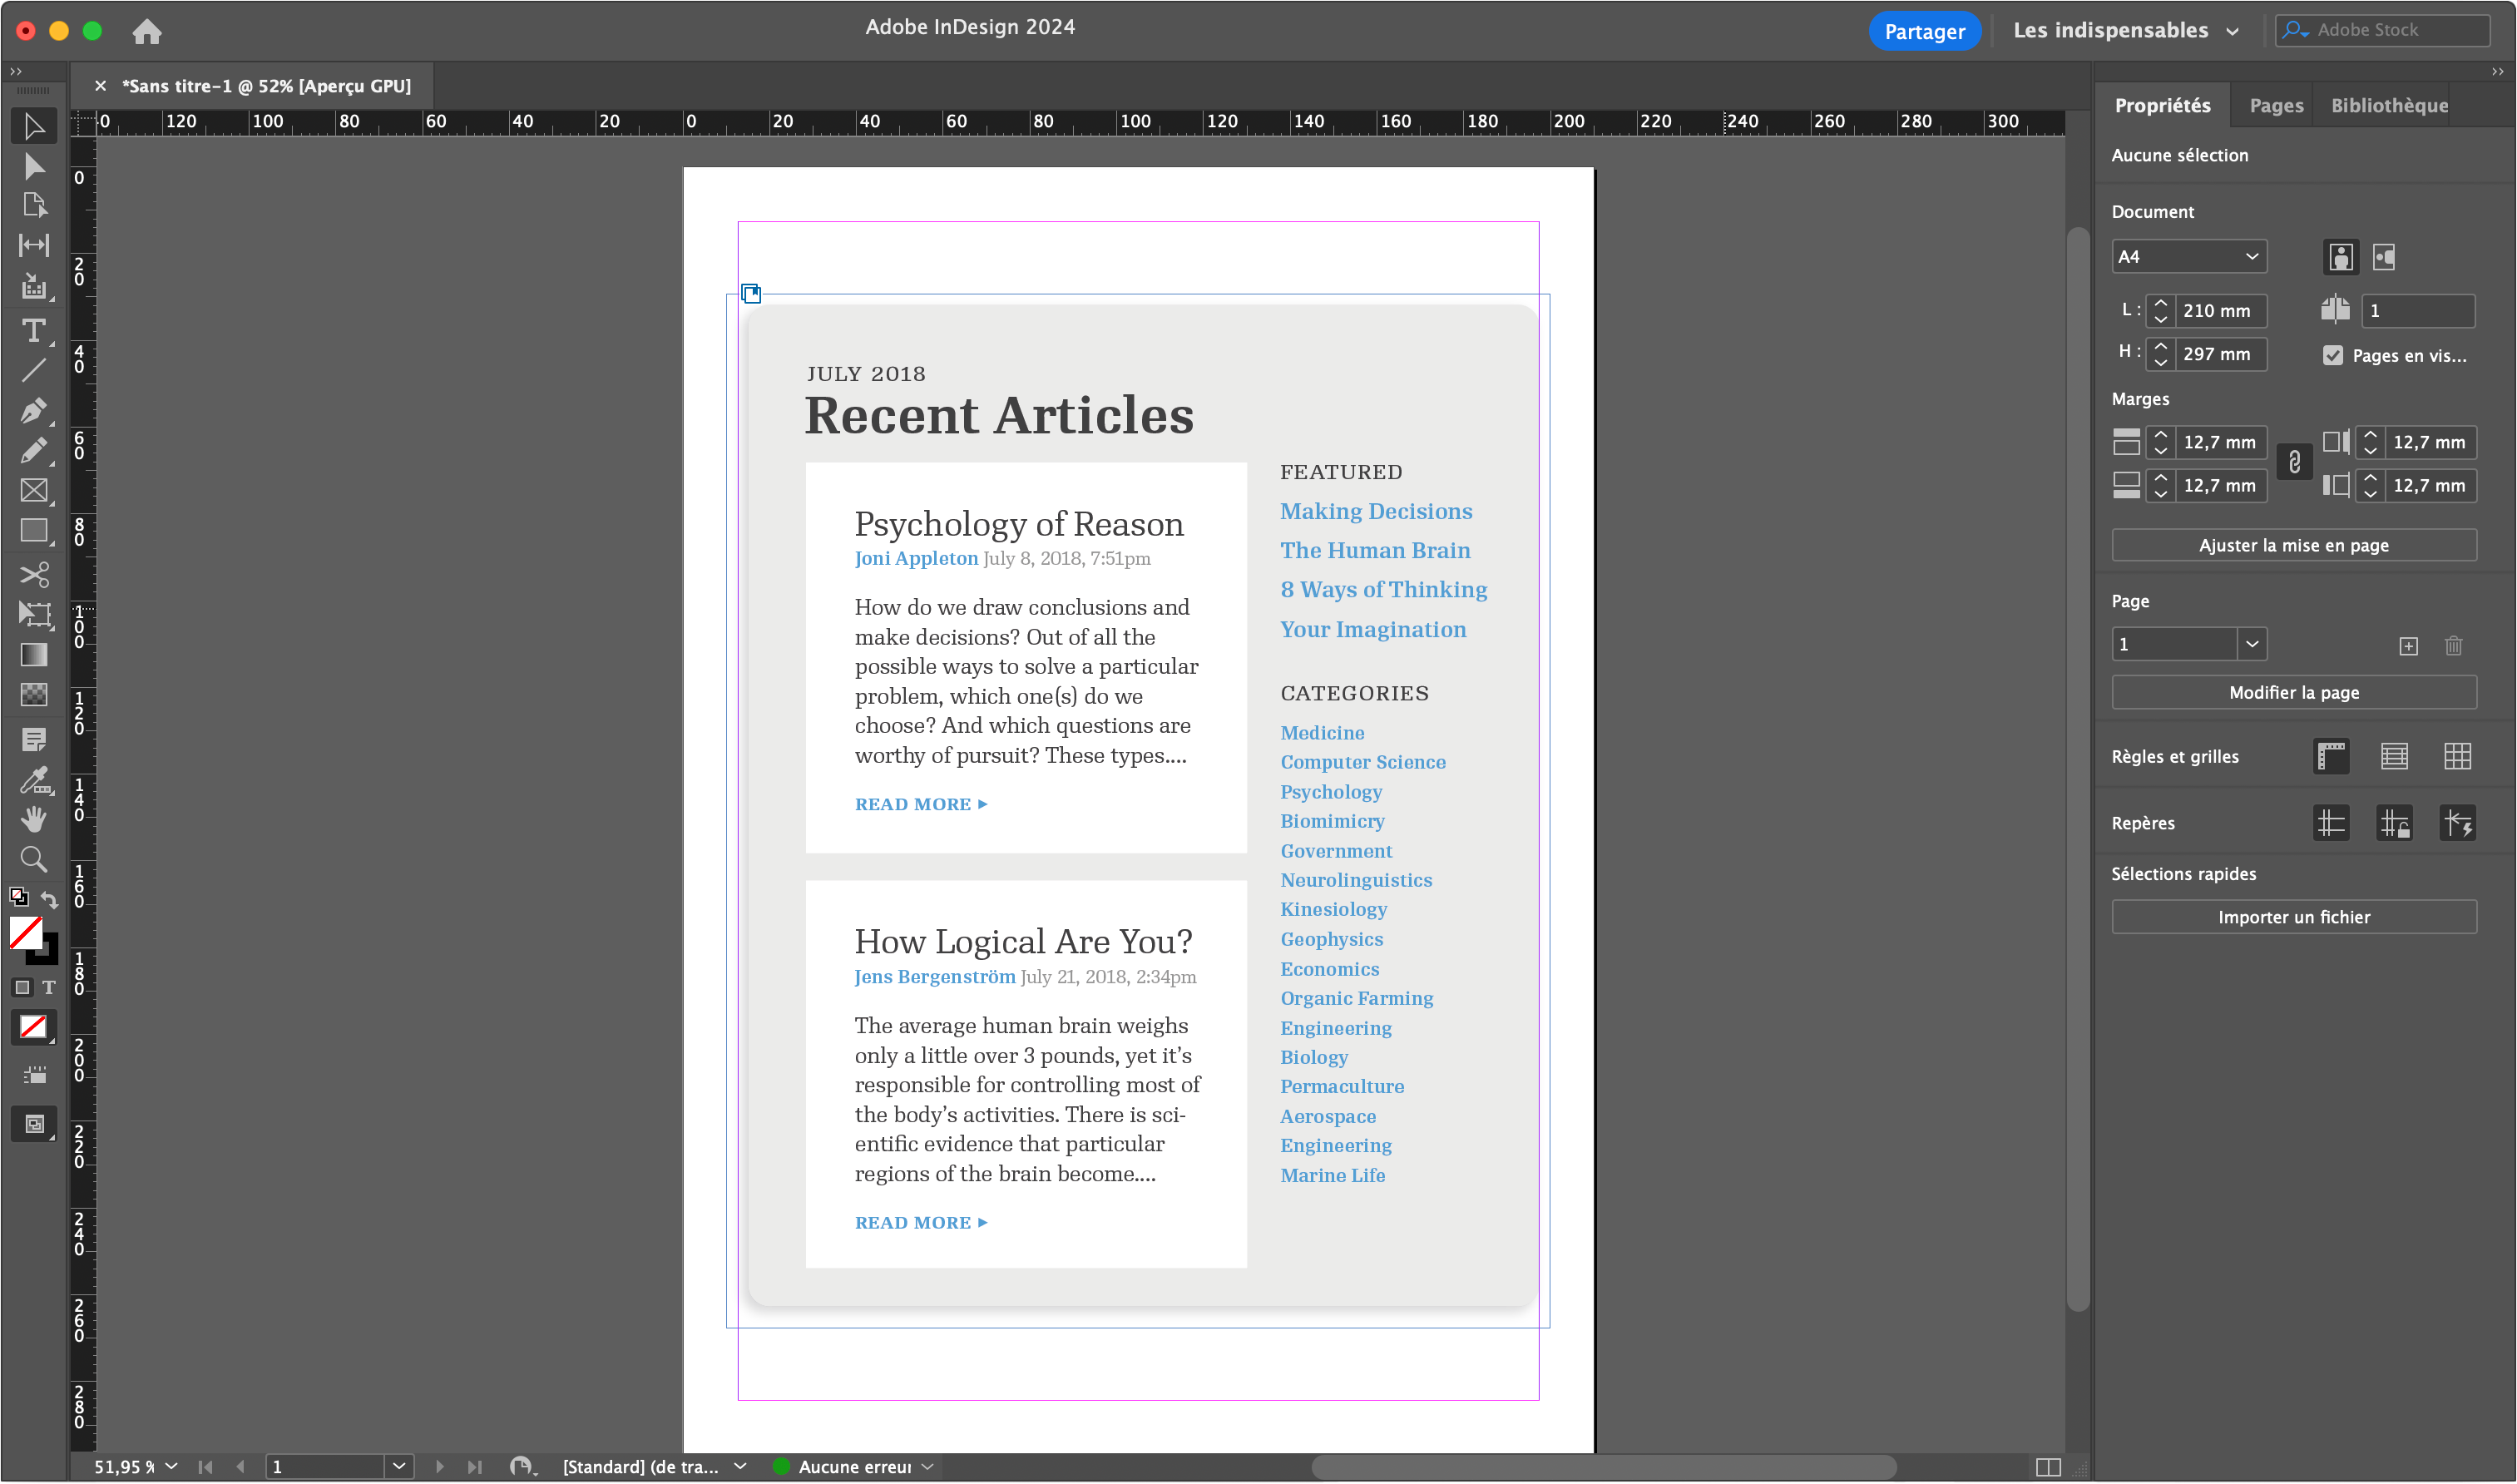 Adobe InDesign 2024
Partager
Les indispensables
Adobe Stock
*Sans titre-1 @ 52% [Aperçu GPU]
0 120 100 80 60 40 20 0 20 40 60 80 100 120 140 160 180 200 220 240 260 280 300
0
20
40
60
80
100
120
140
160
180
200
220
240
260
280
JULY 2018
Recent Articles
Psychology of Reason
Joni Appleton July 8, 2018, 7:51pm
How do we draw conclusions and
make decisions? Out of all the
possible ways to solve a particular
problem, which one(s) do we
choose? And which questions are
worthy of pursuit? These types....
READ MORE ▸
How Logical Are You?
Jens Bergenström July 21, 2018, 2:34pm
The average human brain weighs
only a little over 3 pounds, yet it’s
responsible for controlling most of
the body’s activities. There is sci-
entific evidence that particular
regions of the brain become....
READ MORE ▸
FEATURED
Making Decisions
The Human Brain
8 Ways of Thinking
Your Imagination
CATEGORIES
Medicine
Computer Science
Psychology
Biomimicry
Government
Neurolinguistics
Kinesiology
Geophysics
Economics
Organic Farming
Engineering
Biology
Permaculture
Aerospace
Engineering
Marine Life
Propriétés
Pages
Bibliothèque
Aucune sélection
Document
A4
L : 210 mm
1
H : 297 mm
Pages en vis...
Marges
12,7 mm 12,7 mm
12,7 mm 12,7 mm
Ajuster la mise en page
Page
1
Modifier la page
Règles et grilles
Repères
Sélections rapides
Importer un fichier
51,95 %
1
[Standard] (de tra...
Aucune erreur